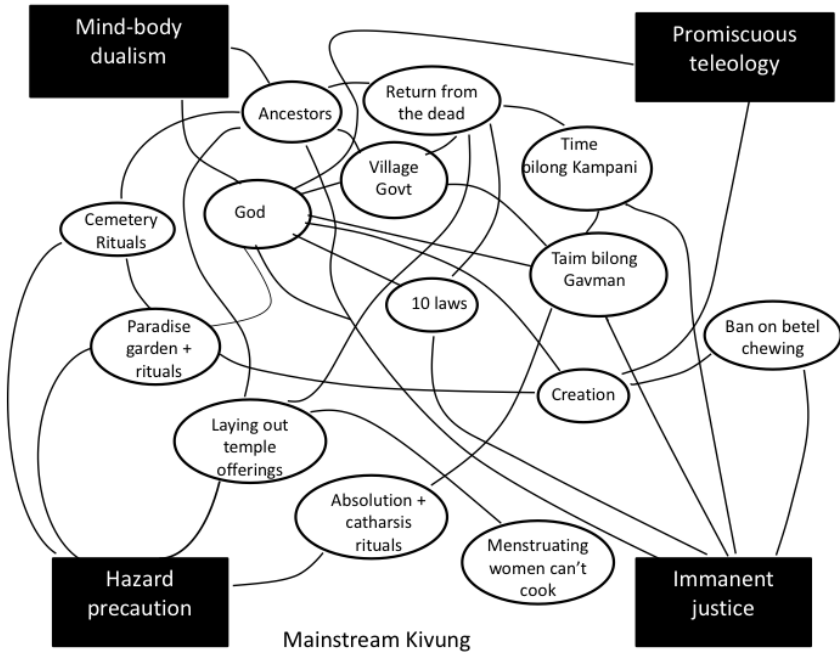 Mind-body
dualism
Promiscuous
teleology
Ancestors
Return from
the dead
Time
bilong Kampani
Village
Govt
God
Cemetery
Rituals
Taim bilong
Gavman
10 laws
Paradise
garden +
rituals
Ban on betel
chewing
Creation
Laying out
temple
offerings
Absolution +
catharsis
rituals
Menstruating
women can't
cook
Hazard
precaution
Immanent
justice
Mainstream Kivung